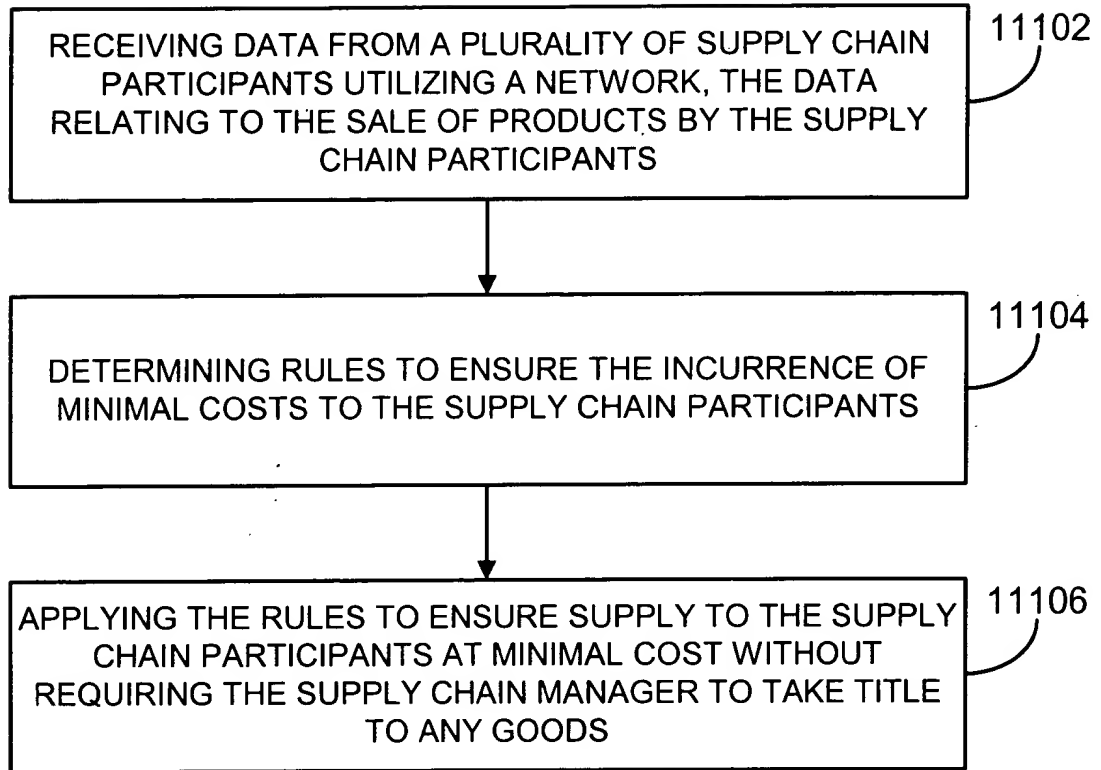 RECEIVING DATA FROM A PLURALITY OF SUPPLY CHAIN
PARTICIPANTS UTILIZING A NETWORK, THE DATA
RELATING TO THE SALE OF PRODUCTS BY THE SUPPLY
CHAIN PARTICIPANTS
11102
DETERMINING RULES TO ENSURE THE INCURRENCE OF
MINIMAL COSTS TO THE SUPPLY CHAIN PARTICIPANTS
11104
APPLYING THE RULES TO ENSURE SUPPLY TO THE SUPPLY
CHAIN PARTICIPANTS AT MINIMAL COST WITHOUT
REQUIRING THE SUPPLY CHAIN MANAGER TO TAKE TITLE
TO ANY GOODS
11106